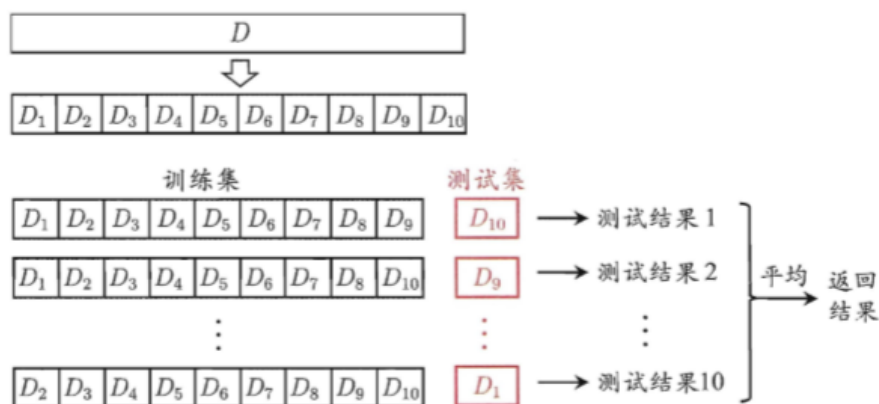 D
D₁ D₂ D₃ D₄ D₅ D₆ D₇ D₈ D₉ D₁₀
训练集 测试集
D₁ D₂ D₃ D₄ D₅ D₆ D₇ D₈ D₉ D₁₀ 测试结果1
D₁ D₂ D₃ D₄ D₅ D₆ D₇ D₈ D₁₀ D₉ 测试结果2
平均 返回
结果
D₂ D₃ D₄ D₅ D₆ D₇ D₈ D₉ D₁₀ D₁ 测试结果10